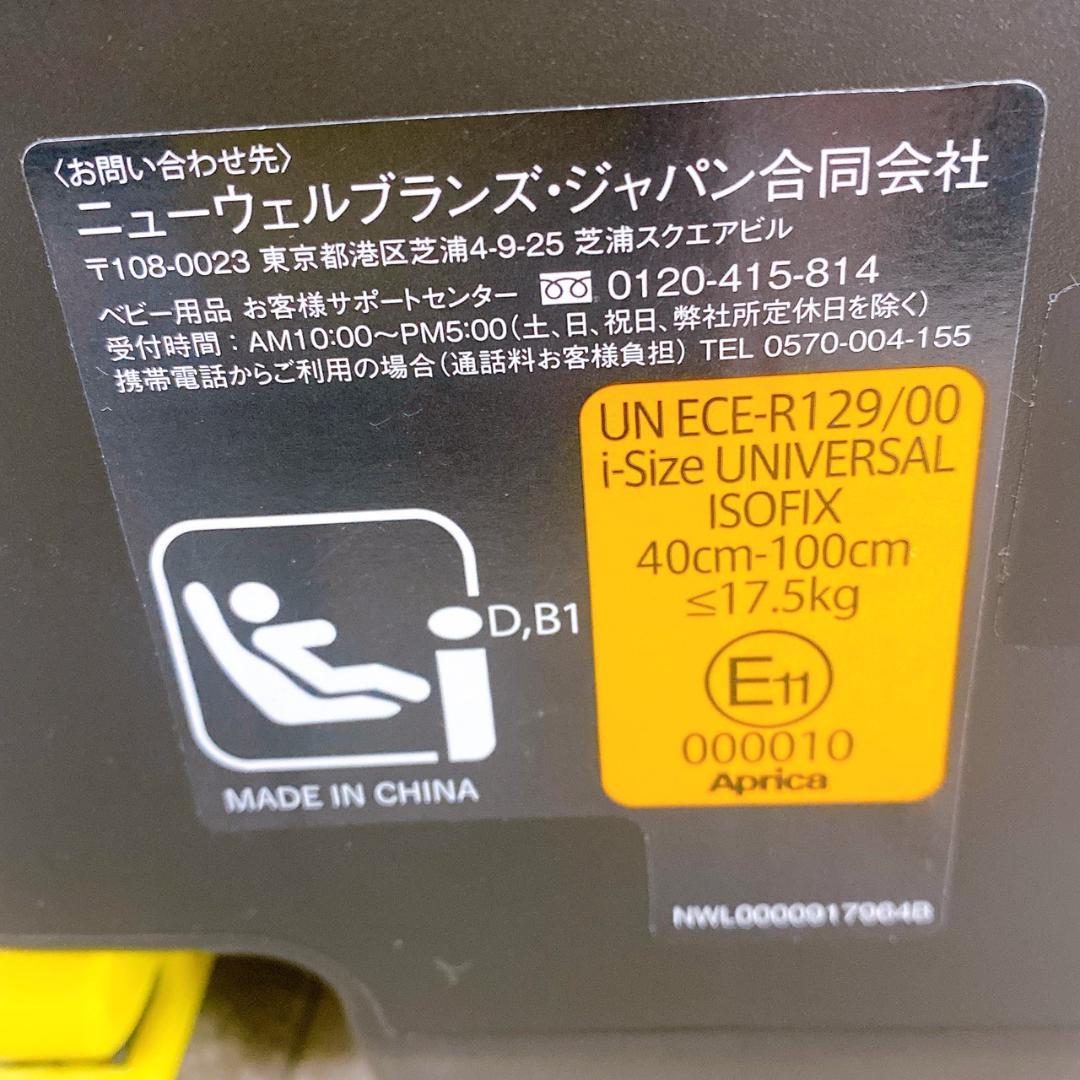 〈お問い合わせ先〉
ニューウェルブランズ・ジャパン合同会社
〒108-0023 東京都港区芝浦4-9-25 芝浦スクエアビル
ベビー用品 お客様サポートセンター 0120-415-814
受付時間：AM10:00～PM5:00(土、日、祝日、弊社所定休日を除く)
携帯電話からご利用の場合(通話料お客様負担) TEL 0570-004-155
UN ECE-R129/00
i-Size UNIVERSAL
ISOFIX
40cm-100cm
≤17.5kg
E11
000010
Aprica
i D,B1
MADE IN CHINA
NWL0000917064B